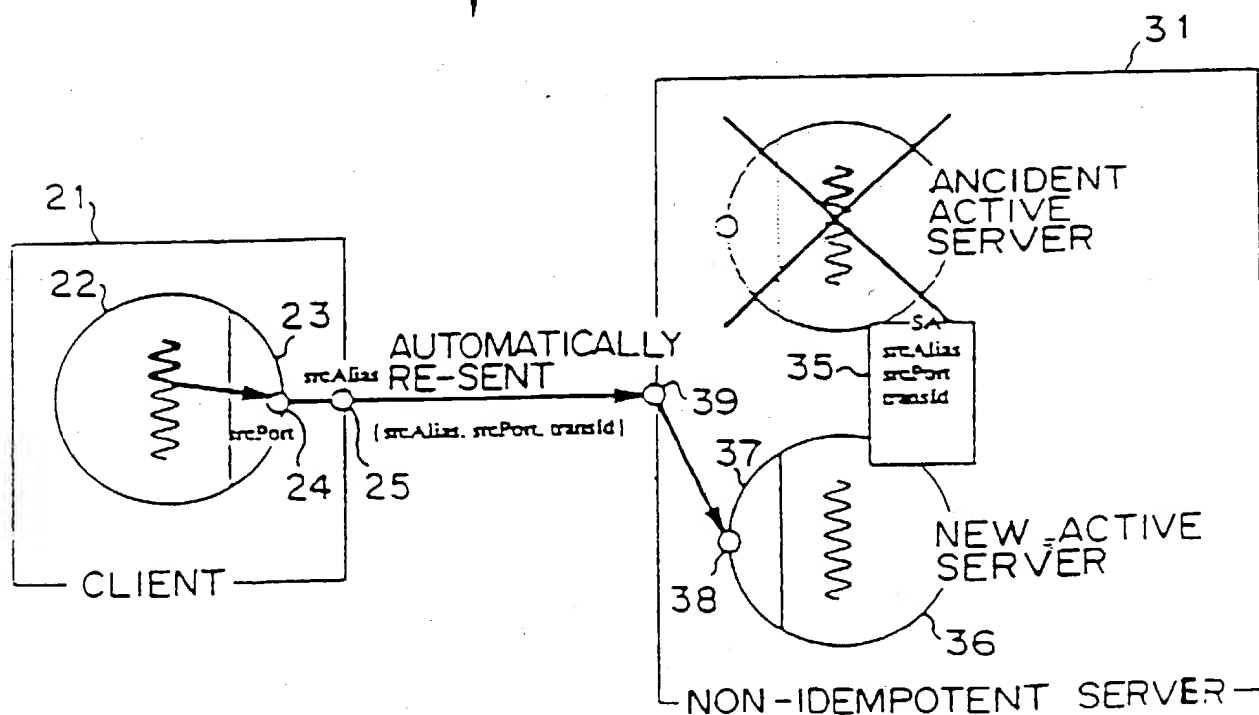 31
21
22
23
srcAlias
AUTOMATICALLY
RE-SENT
srcPort
(srcAlias, srcPort, transId)
24
25
CLIENT
ANCIDENT
ACTIVE
SERVER
35
SA
srcAlias
srcPort
transId
39
37
38
NEW-ACTIVE
SERVER
36
NON-IDEMPOTENT SERVER